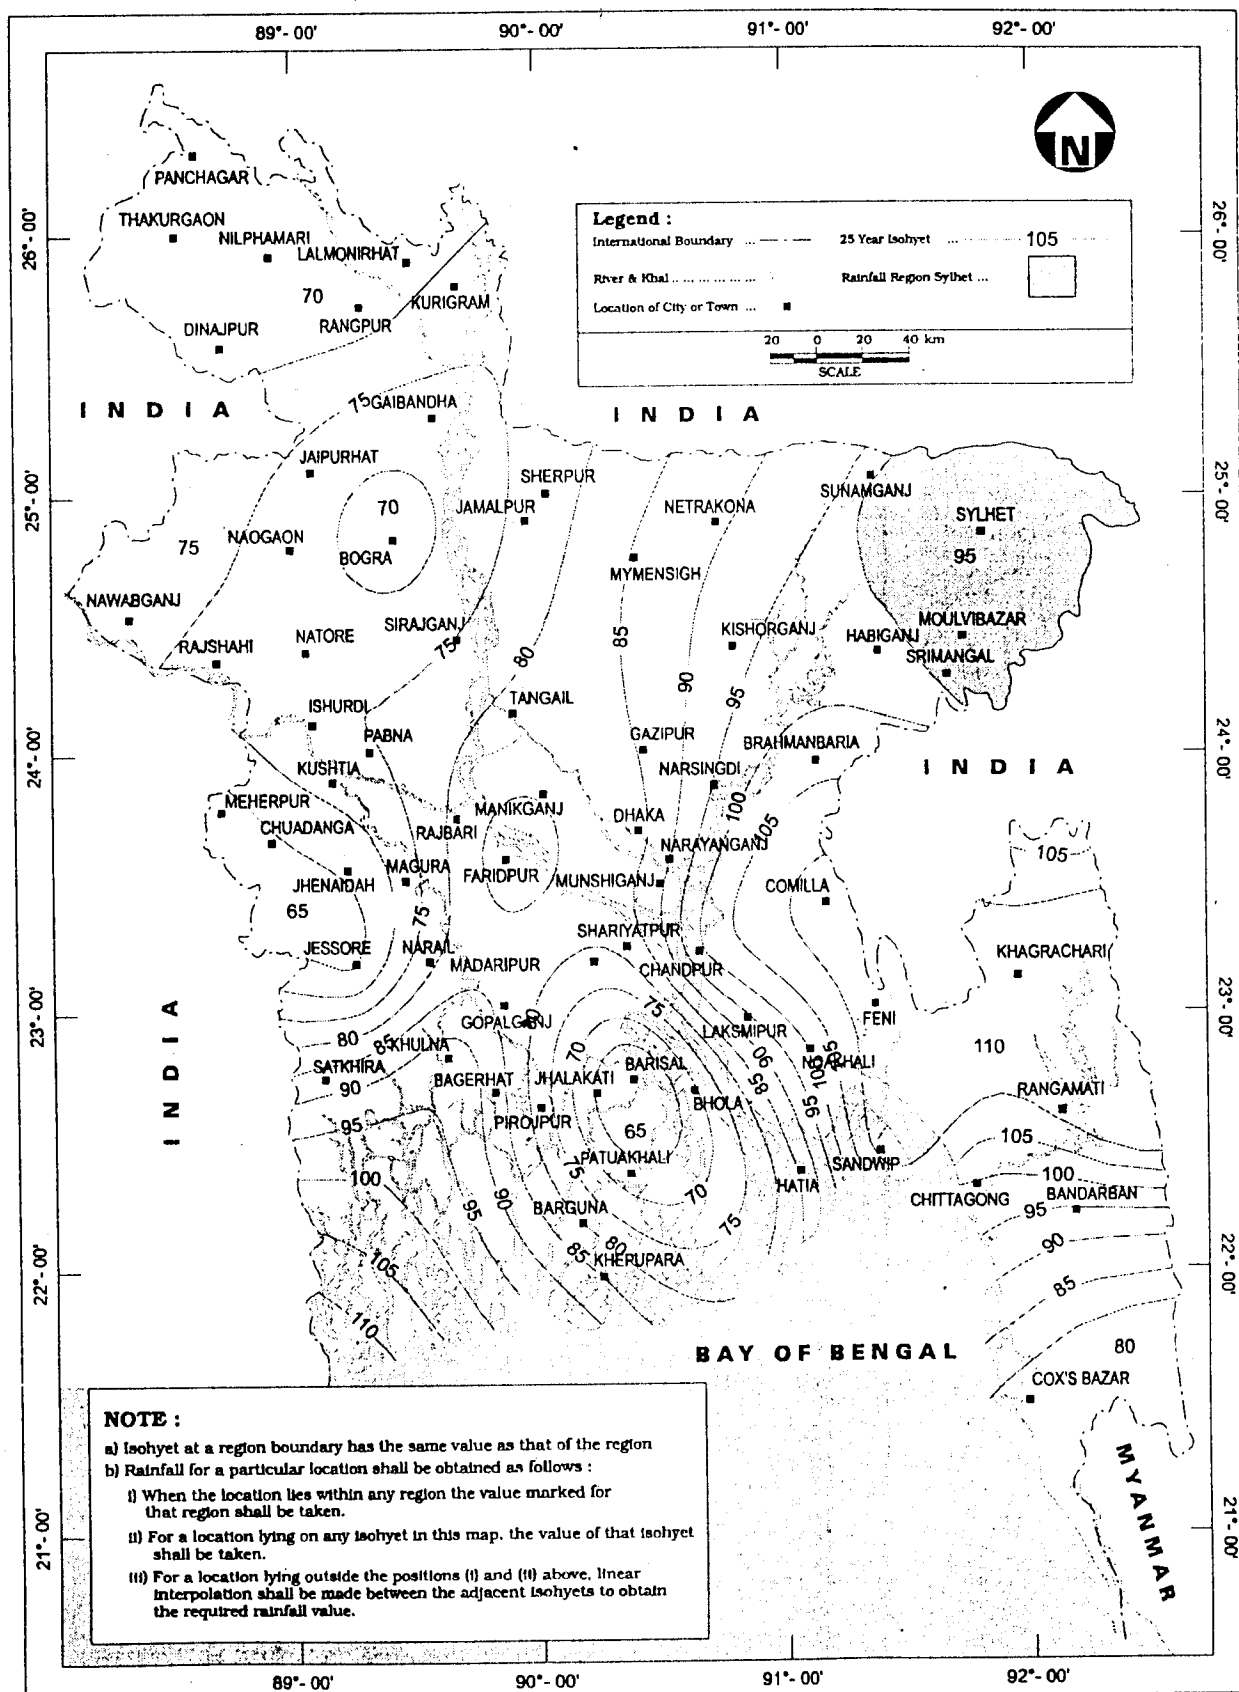 89°- 00'
90°- 00'
91°- 00'
92°- 00'
N
PANCHAGAR
THAKURGAON
NILPHAMARI
LALMONIRHAT
70
KURIGRAM
DINAJPUR
RANGPUR
26°- 00'
26°- 00'
Legend :
International Boundary ...
25 Year Isohyet ...
105
River & Khal
Rainfall Region Sylhet ...
Location of City or Town ...
20 0 20 40 km
SCALE
INDIA
75
GAIBANDHA
INDIA
JAIPURHAT
SHERPUR
SUNAMGANJ
25°- 00'
25°- 00'
70
JAMALPUR
NETRAKONA
SYLHET
75
NAOGAON
BOGRA
95
MYMENSIGH
NAWABGANJ
MOULVIBAZAR
RAJSHAHI
NATORE
SIRAJGANJ
75
80
85
90
95
KISHORGANJ
HABIGANJ
SRIMANGAL
ISHURDI
TANGAIL
PABNA
GAZIPUR
BRAHMANBARIA
24°- 00'
24°- 00'
KUSHTIA
NARSINGDI
INDIA
MEHERPUR
MANIKGANJ
100
105
CHUADANGA
RAJBARI
DHAKA
NARAYANGANJ
105
JHENAIDAH
MAGURA
FARIDPUR
MUNSHIGANJ
COMILLA
65
75
JESSORE
NARAIL
MADARIPUR
SHARIYATPUR
CHANDPUR
KHAGRACHARI
23°- 00'
23°- 00'
INDIA
80
85
KHULNA
GOPALGANJ
75
LAKSMIPUR
FENI
110
70
SATKHIRA
90
BAGERHAT
JHALAKATI
BARISAL
BHOLA
90
85
NOAKHALI
95
100
95
RANGAMATI
95
PIROJPUR
65
105
100
PATUAKHALI
75
70
75
HATIA
SANDWIP
CHITTAGONG
100
BANDARBAN
95
95
90
BARGUNA
85
80
KHEPUPARA
90
22°- 00'
22°- 00'
105
85
110
BAY OF BENGAL
80
COX'S BAZAR
MYANMAR
21°- 00'
21°- 00'
NOTE :
a) Isohyet at a region boundary has the same value as that of the region
b) Rainfall for a particular location shall be obtained as follows :
i) When the location lies within any region the value marked for
that region shall be taken.
ii) For a location lying on any isohyet in this map, the value of that isohyet
shall be taken.
iii) For a location lying outside the positions (i) and (ii) above, linear
interpolation shall be made between the adjacent isohyets to obtain
the required rainfall value.
89°- 00'
90°- 00'
91°- 00'
92°- 00'